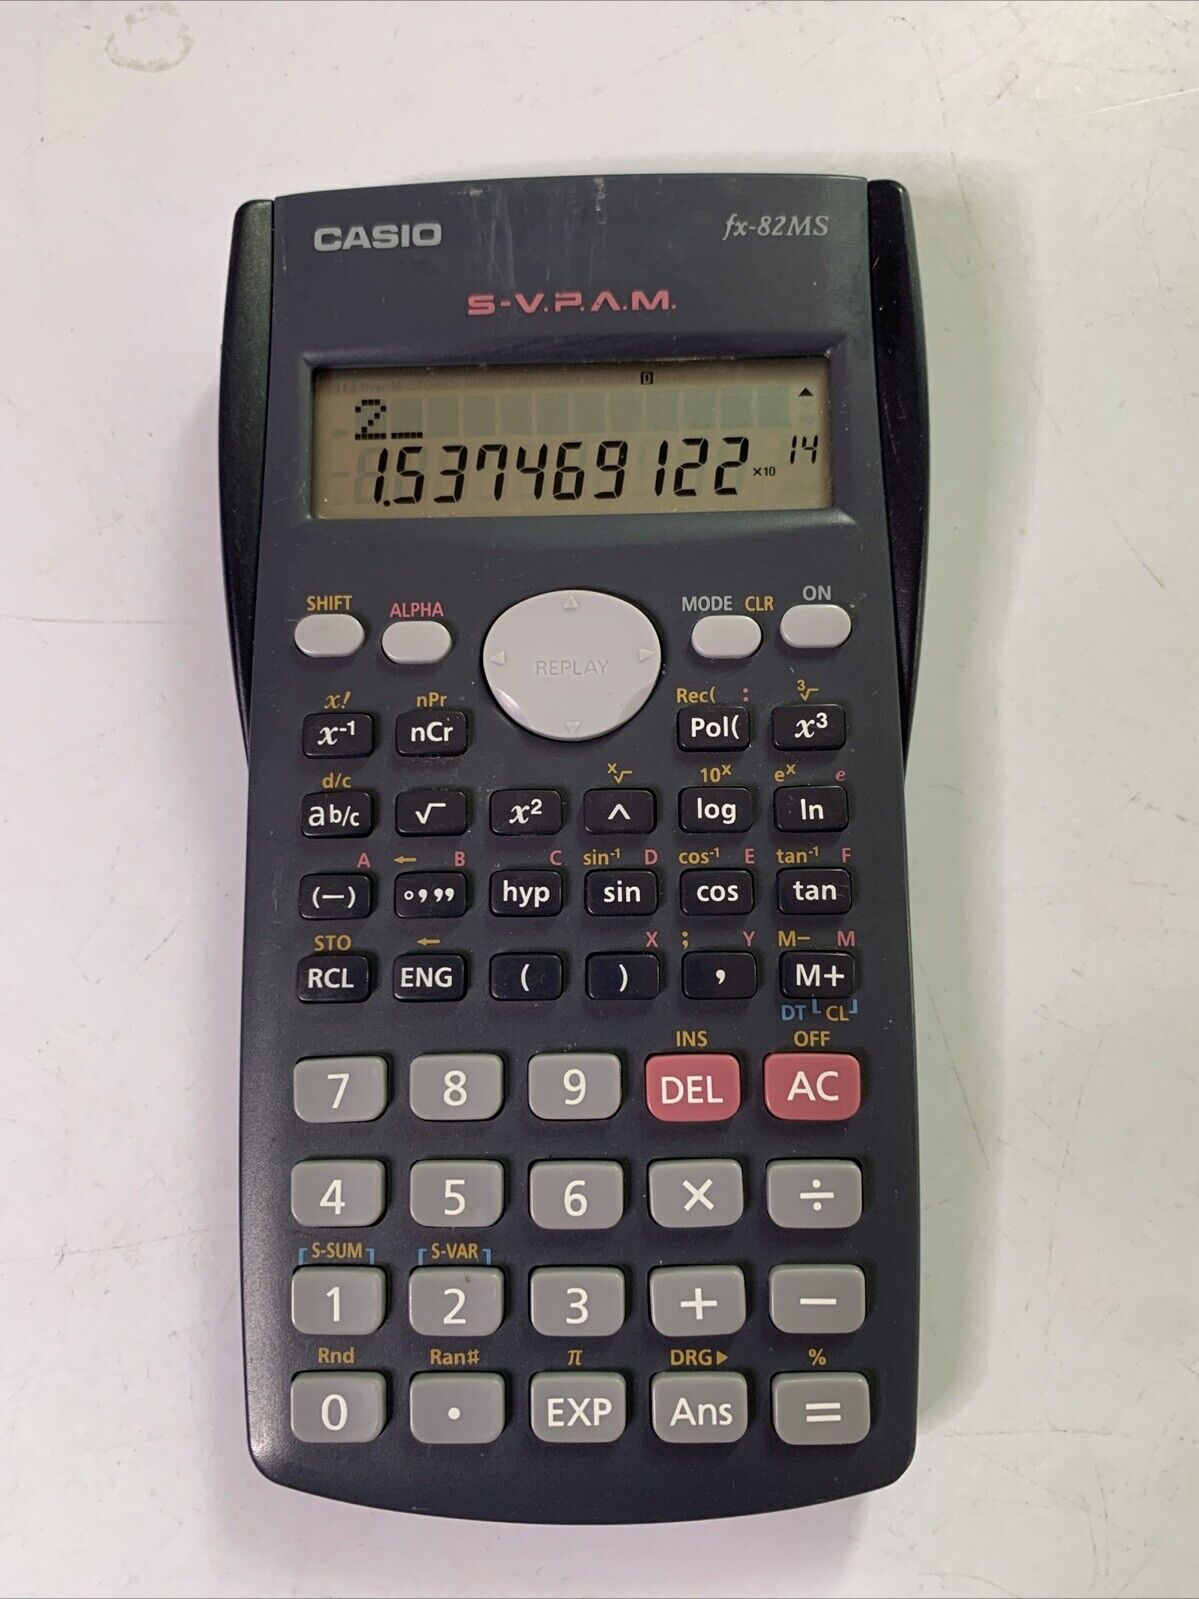 CASIO fx-82MS
S-V.P.A.M.
D
2_
1.537469122 ×10 14
SHIFT ALPHA MODE CLR ON
REPLAY
x! nPr Rec( : ³√
x⁻¹ nCr Pol( x³
d/c ˣ√ 10ˣ eˣ e
ab/c √ x² ^ log ln
A ← B C sin⁻¹ D cos⁻¹ E tan⁻¹ F
(−) °,,, hyp sin cos tan
STO ← X ; Y M− M
RCL ENG ( ) , M+
DT CL
INS OFF
7 8 9 DEL AC
4 5 6 × ÷
S-SUM S-VAR
1 2 3 + −
Rnd Ran# π DRG▶ %
0 . EXP Ans =